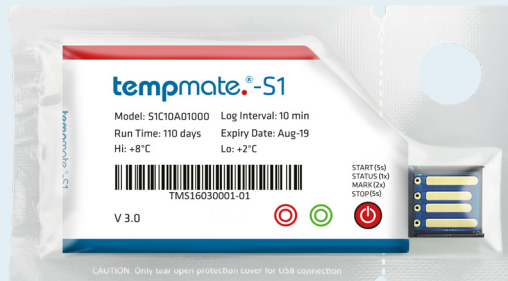 tempmate.®-S1
Model: S1C10A01000 Log Interval: 10 min
Run Time: 110 days Expiry Date: Aug-19
Hi: +8°C Lo: +2°C
TMS16030001-01
START (5s)
STATUS (1x)
MARK (2x)
STOP(5s)
V 3.0
tempmate.®-S1
CAUTION: Only tear open protection cover for USB connection